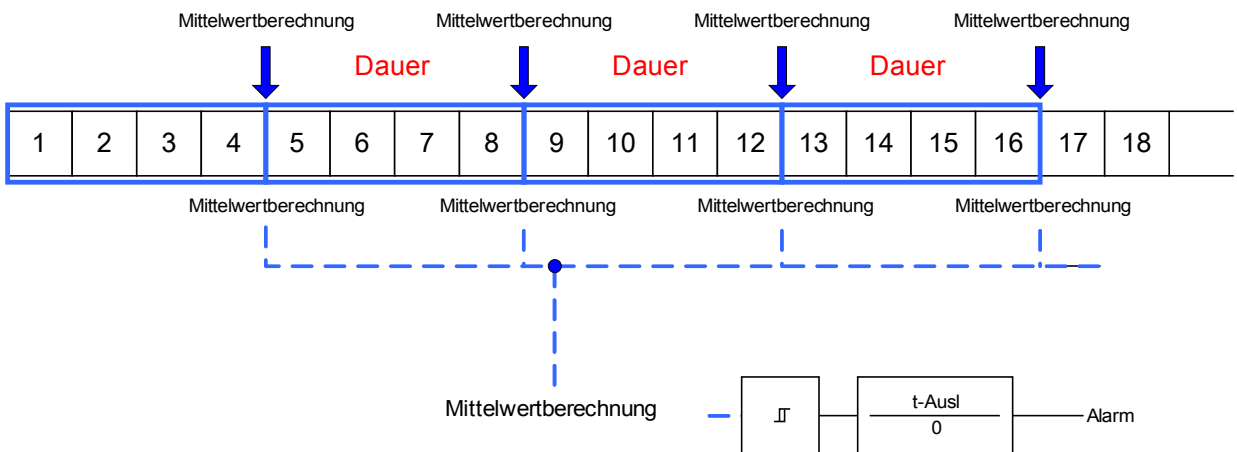 Mittelwertberechnung Mittelwertberechnung Mittelwertberechnung Mittelwertberechnung
Dauer Dauer Dauer
1 2 3 4 5 6 7 8 9 10 11 12 13 14 15 16 17 18
Mittelwertberechnung Mittelwertberechnung Mittelwertberechnung Mittelwertberechnung
Mittelwertberechnung
t-Ausl
0
Alarm